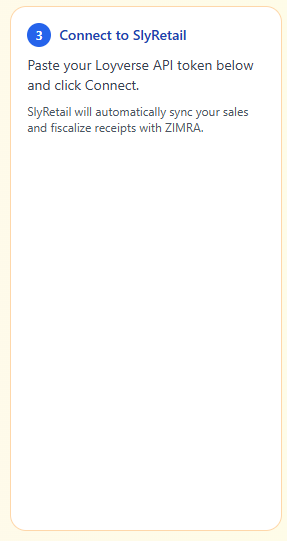 3 Connect to SlyRetail
Paste your Loyverse API token below
and click Connect.
SlyRetail will automatically sync your sales
and fiscalize receipts with ZIMRA.